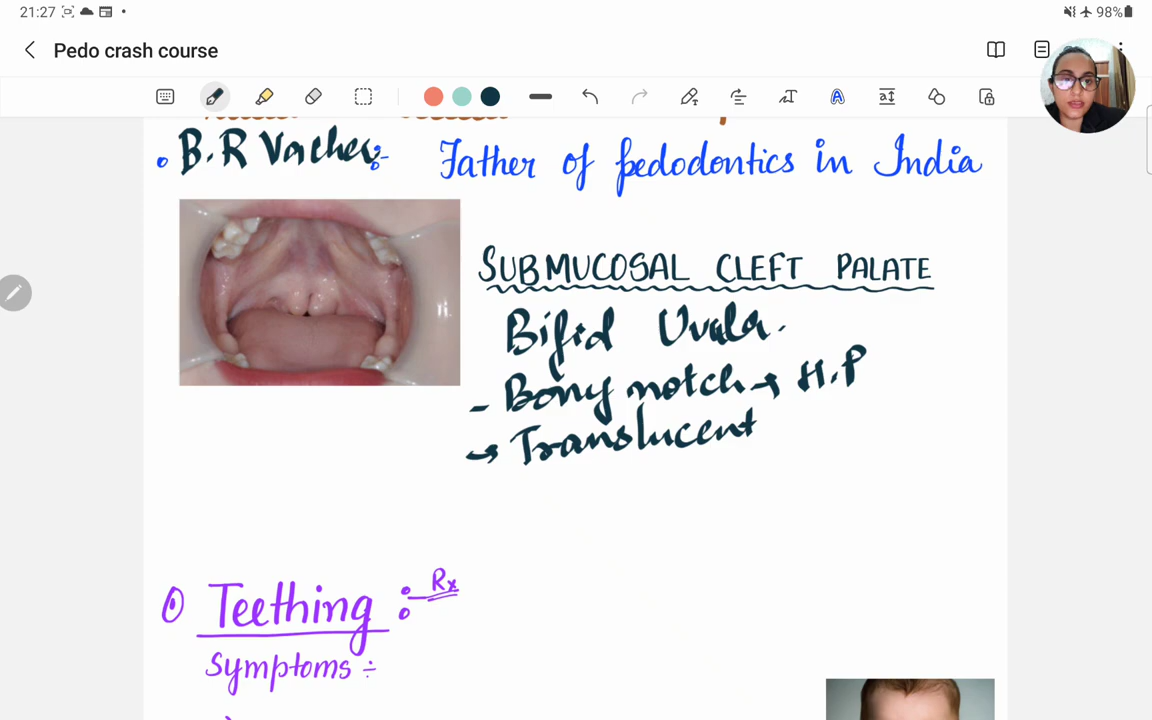 21:27
98%
Pedo crash course
• B.R Vacher:- Father of pedodontics in India
SUBMUCOSAL CLEFT PALATE
Bifid Uvula.
- Bony notch → H.P
→ Translucent
① Teething :- Rx
Symptoms ÷